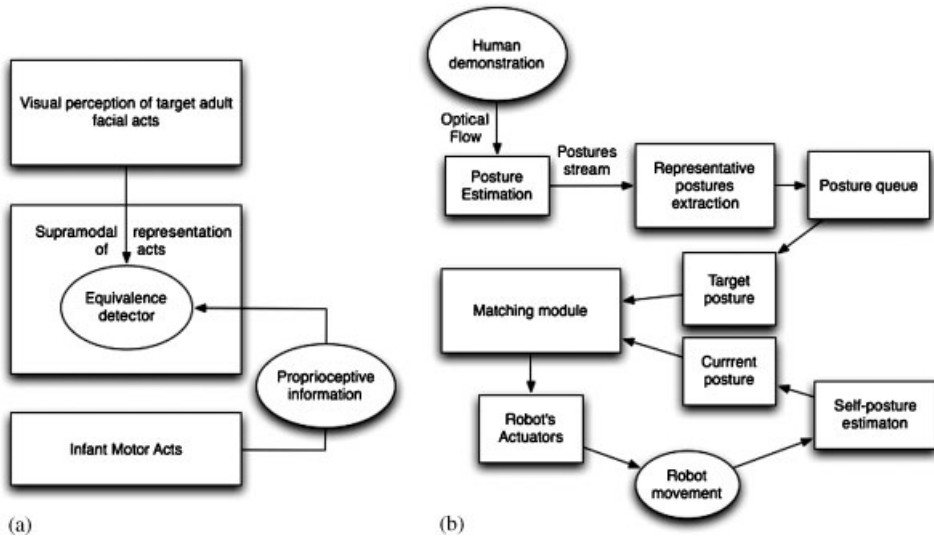 Visual perception of target adult
facial acts
Supramodal representation
of acts
Equivalence
detector
Proprioceptive
information
Infant Motor Acts
(a)
Human
demonstration
Optical
Flow
Posture
Estimation
Postures
stream
Representative
postures
extraction
Posture queue
Target
posture
Matching module
Currrent
posture
Self-posture
estimaton
Robot's
Actuators
Robot
movement
(b)